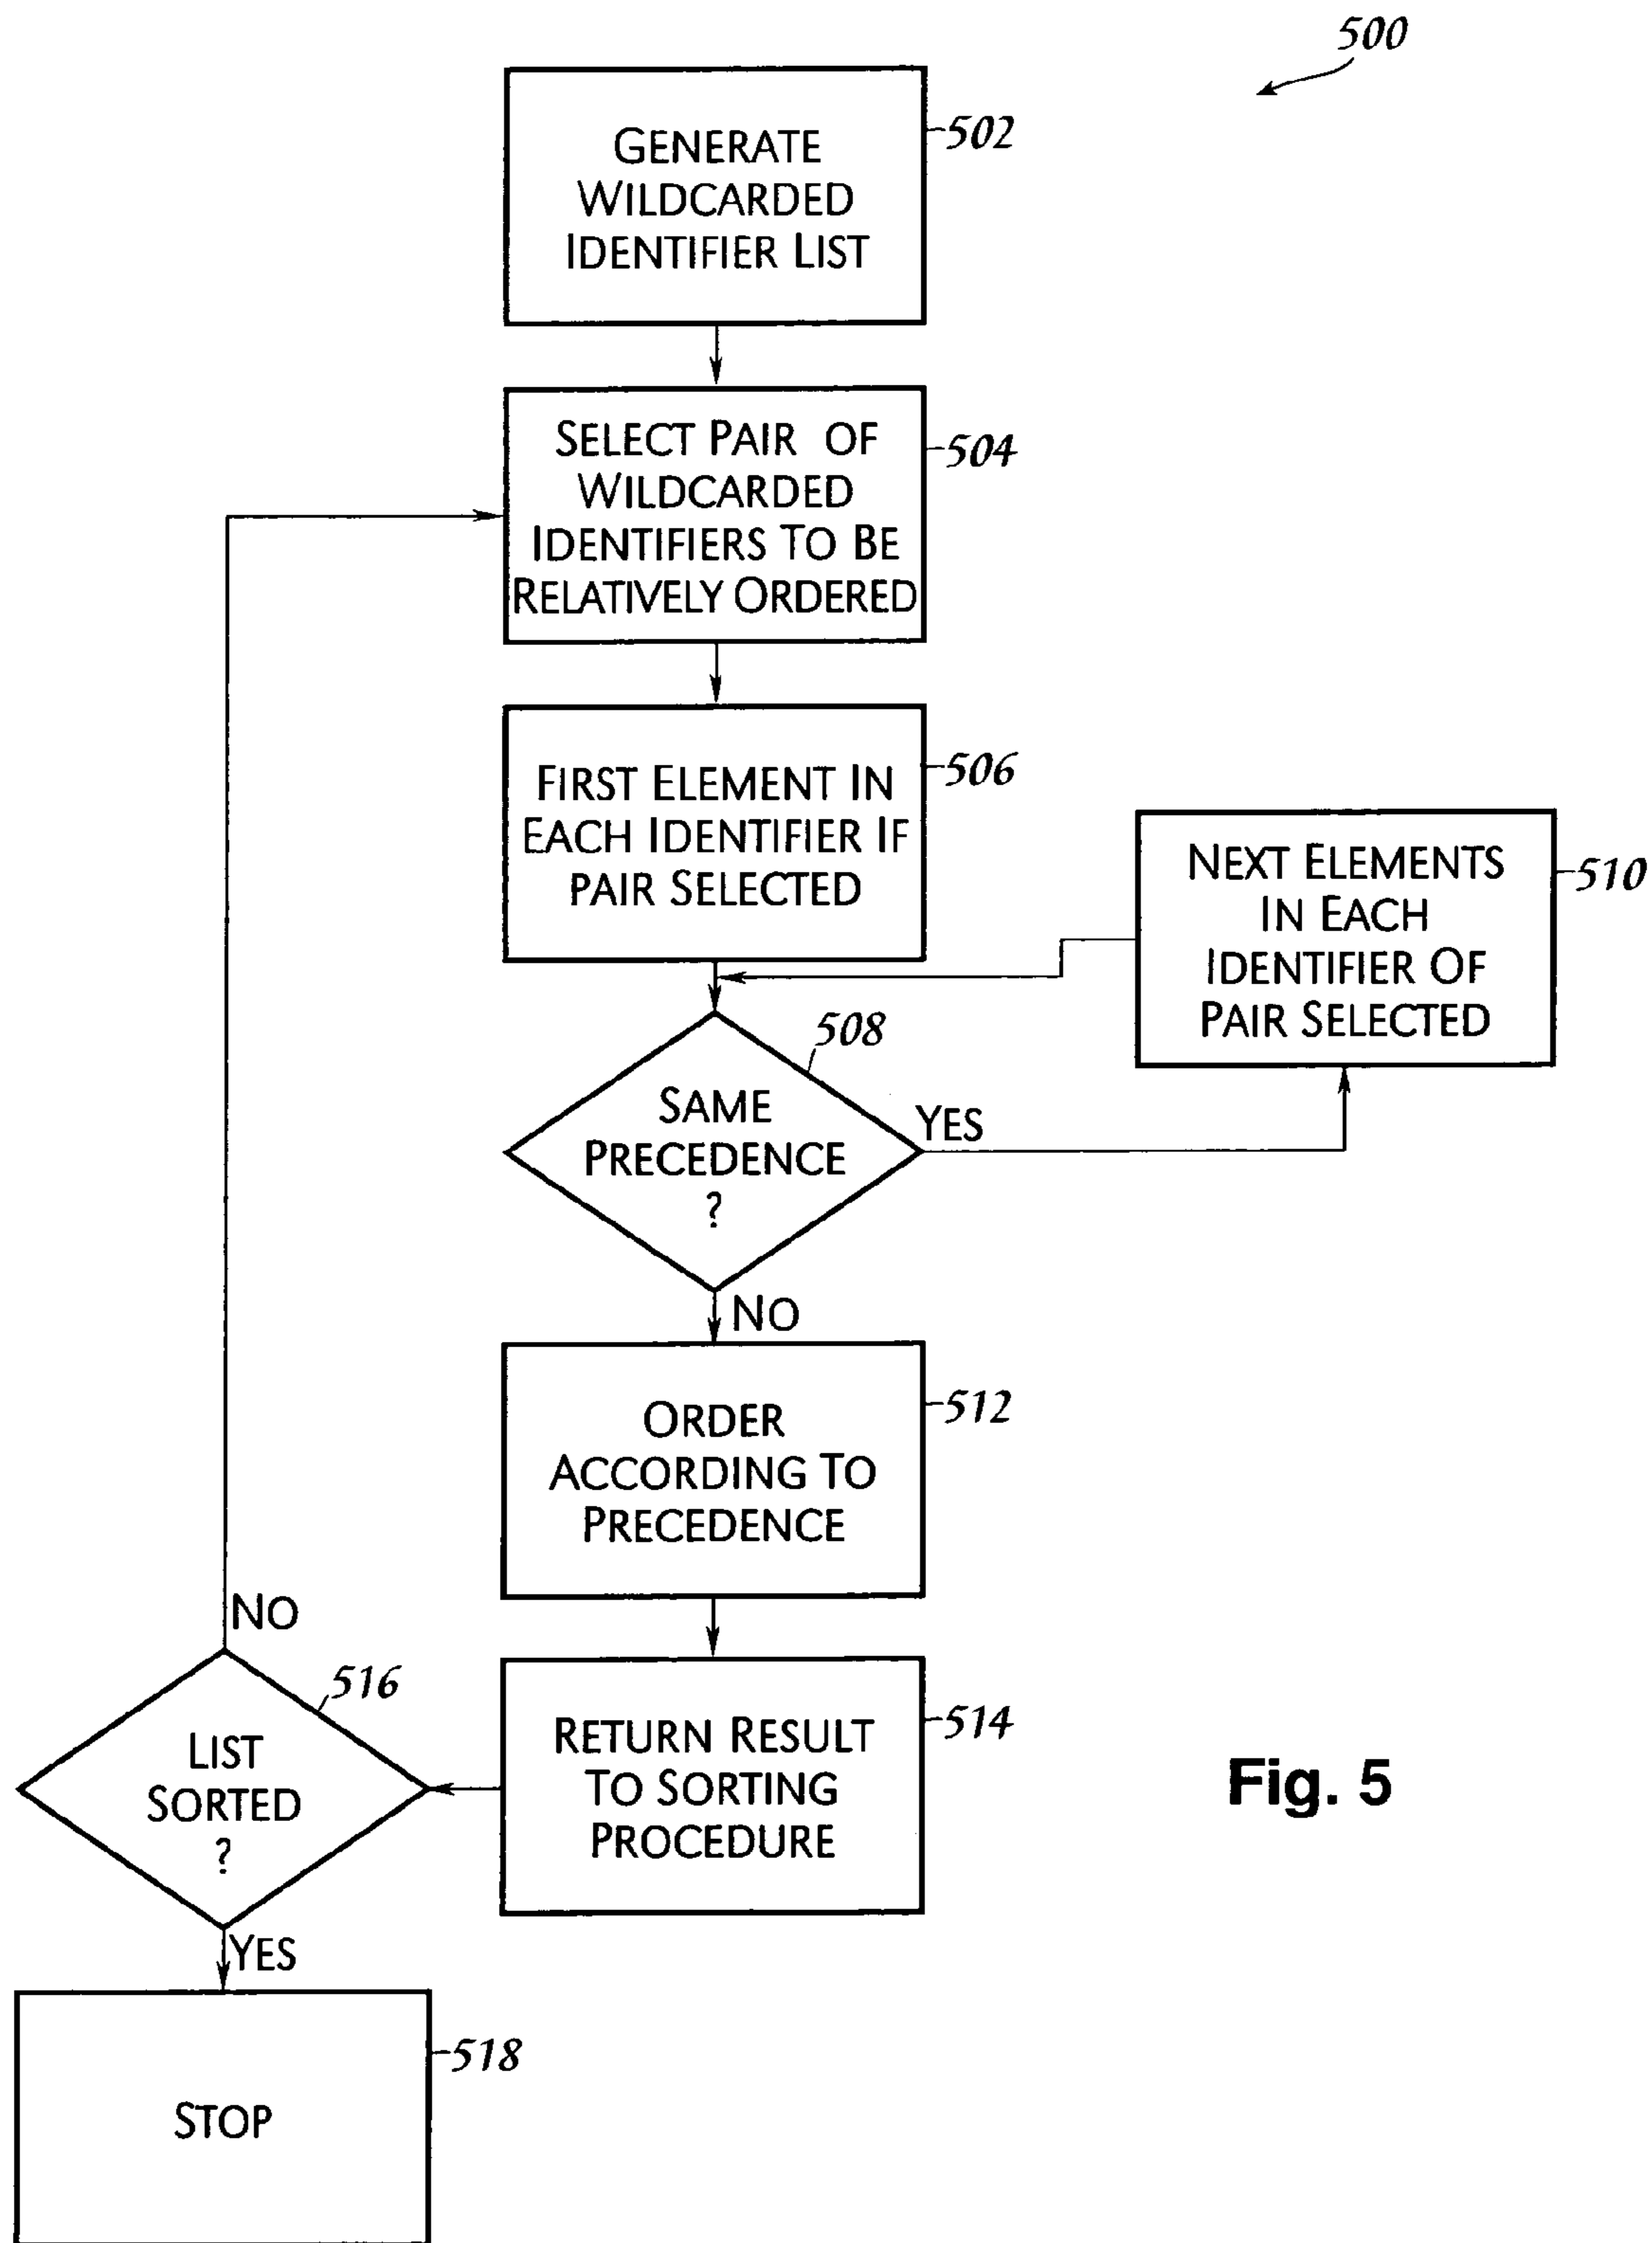 500
GENERATE
WILDCARDED
IDENTIFIER LIST
502
SELECT PAIR OF
WILDCARDED
IDENTIFIERS TO BE
RELATIVELY ORDERED
504
FIRST ELEMENT IN
EACH IDENTIFIER IF
PAIR SELECTED
506
NEXT ELEMENTS
IN EACH
IDENTIFIER OF
PAIR SELECTED
510
508
SAME
PRECEDENCE
?
YES
NO
ORDER
ACCORDING TO
PRECEDENCE
512
NO
516
LIST
SORTED
?
RETURN RESULT
TO SORTING
PROCEDURE
514
YES
STOP
518
Fig. 5